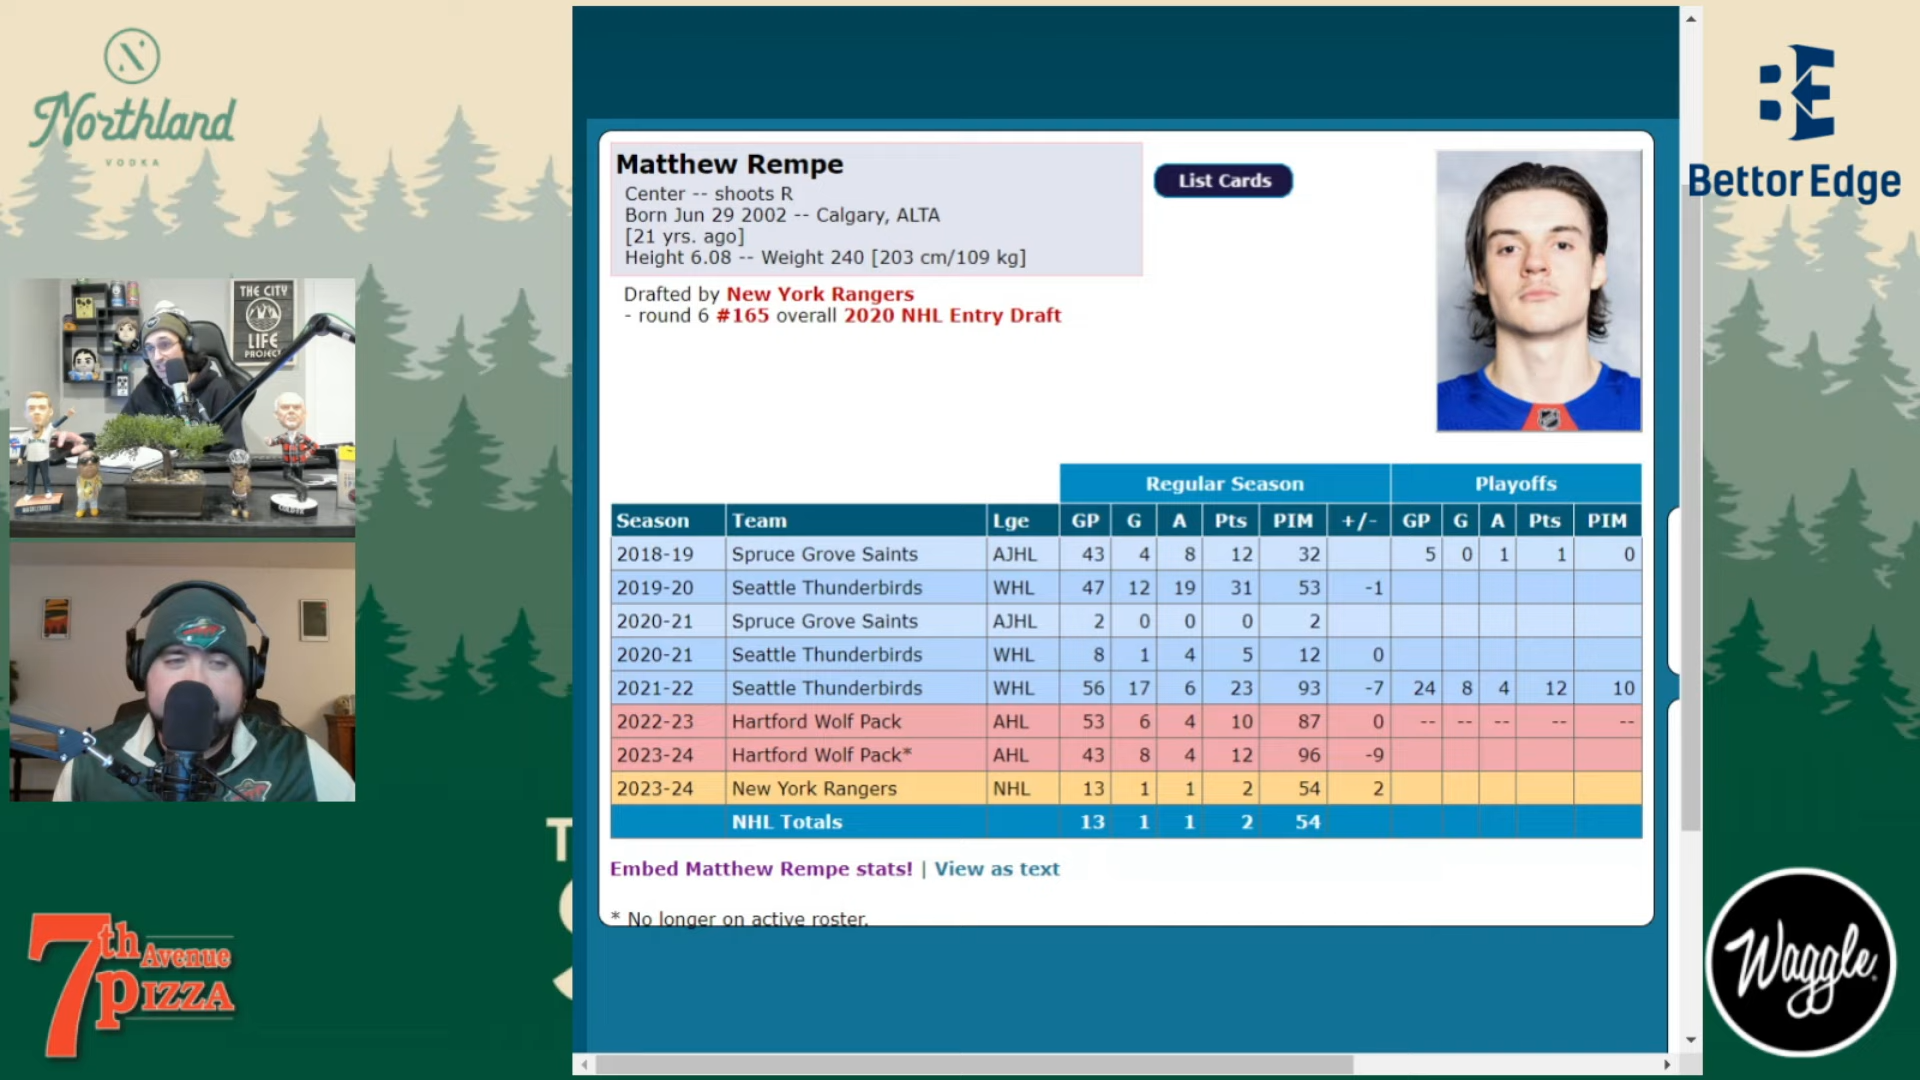 Northland
VODKA
THE CITY
LIFE
PROJECT
7th Avenue
PIZZA
Matthew Rempe
Center -- shoots R
Born Jun 29 2002 -- Calgary, ALTA
[21 yrs. ago]
Height 6.08 -- Weight 240 [203 cm/109 kg]
List Cards
Drafted by New York Rangers
- round 6 #165 overall 2020 NHL Entry Draft
Regular Season Playoffs
Season Team Lge GP G A Pts PIM +/- GP G A Pts PIM
2018-19 Spruce Grove Saints AJHL 43 4 8 12 32 5 0 1 1 0
2019-20 Seattle Thunderbirds WHL 47 12 19 31 53 -1
2020-21 Spruce Grove Saints AJHL 2 0 0 0 2
2020-21 Seattle Thunderbirds WHL 8 1 4 5 12 0
2021-22 Seattle Thunderbirds WHL 56 17 6 23 93 -7 24 8 4 12 10
2022-23 Hartford Wolf Pack AHL 53 6 4 10 87 0 -- -- -- -- --
2023-24 Hartford Wolf Pack* AHL 43 8 4 12 96 -9
2023-24 New York Rangers NHL 13 1 1 2 54 2
NHL Totals 13 1 1 2 54
Embed Matthew Rempe stats! | View as text
* No longer on active roster.
BE
Bettor Edge
Waggle